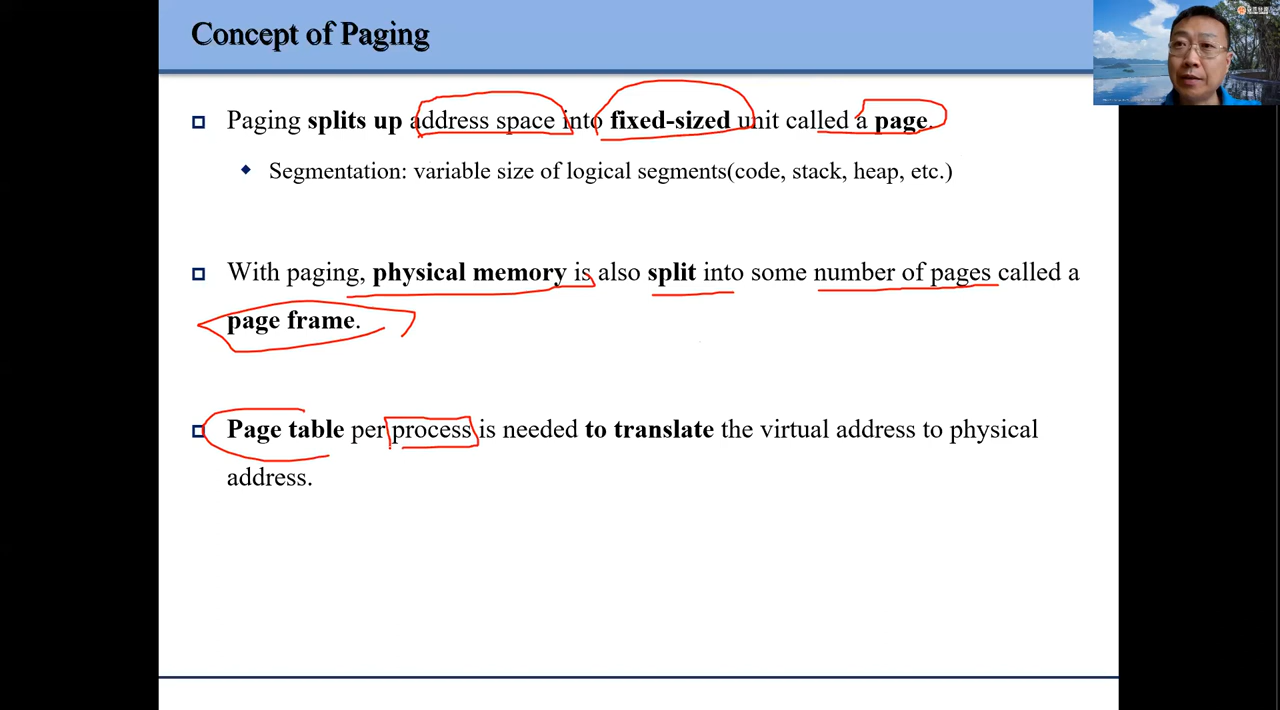 Concept of Paging
Paging splits up address space into fixed-sized unit called a page.
Segmentation: variable size of logical segments(code, stack, heap, etc.)
With paging, physical memory is also split into some number of pages called a
page frame.
Page table per process is needed to translate the virtual address to physical
address.